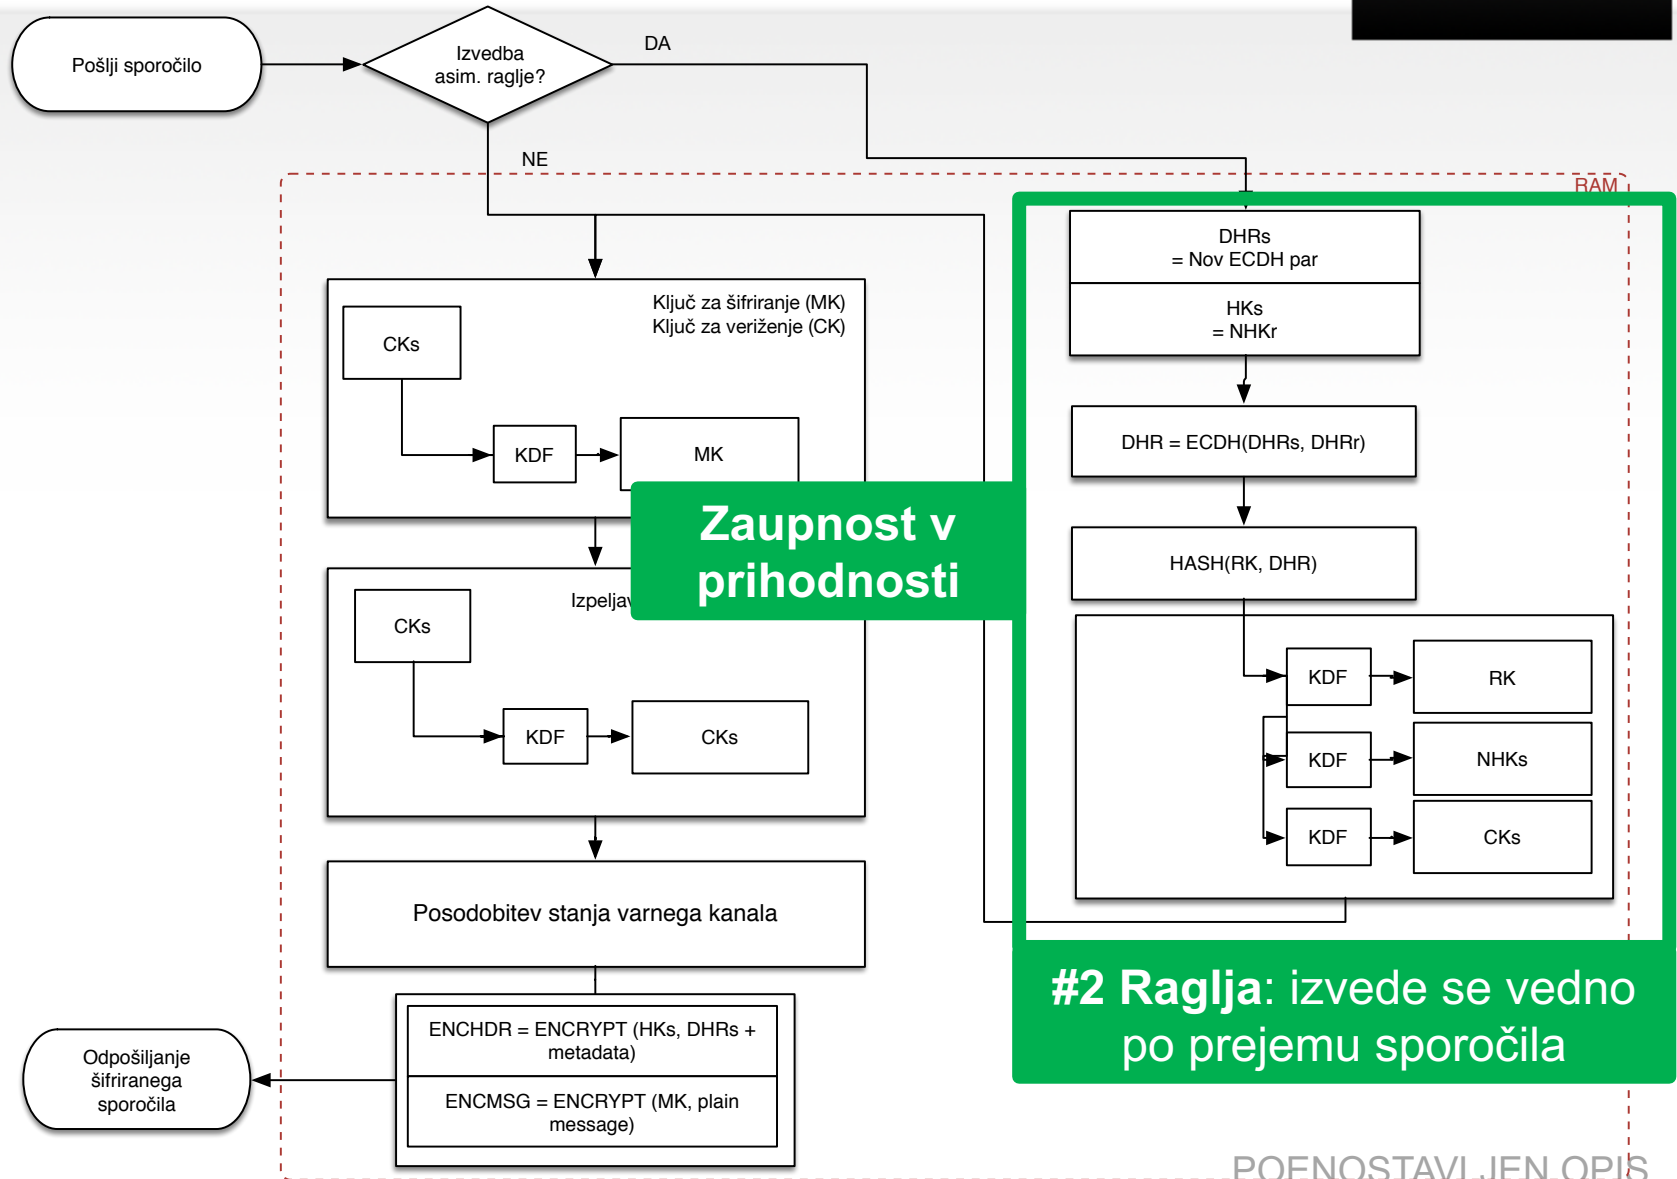 Pošlji sporočilo
Izvedba
asim. raglje?
DA
NE
RAM
DHRs
= Nov ECDH par
HKs
= NHKr
DHR = ECDH(DHRs, DHRr)
HASH(RK, DHR)
KDF
RK
KDF
NHKs
KDF
CKs
Ključ za šifriranje (MK)
Ključ za veriženje (CK)
CKs
KDF
MK
Zaupnost v
prihodnosti
CKs
KDF
CKs
Posodobitev stanja varnega kanala
#2 Raglja: izvede se vedno
po prejemu sporočila
ENCHDR = ENCRYPT (HKs, DHRs +
metadata)
ENCMSG = ENCRYPT (MK, plain
message)
Odpošiljanje
šifriranega
sporočila
POENOSTAVLJEN OPIS